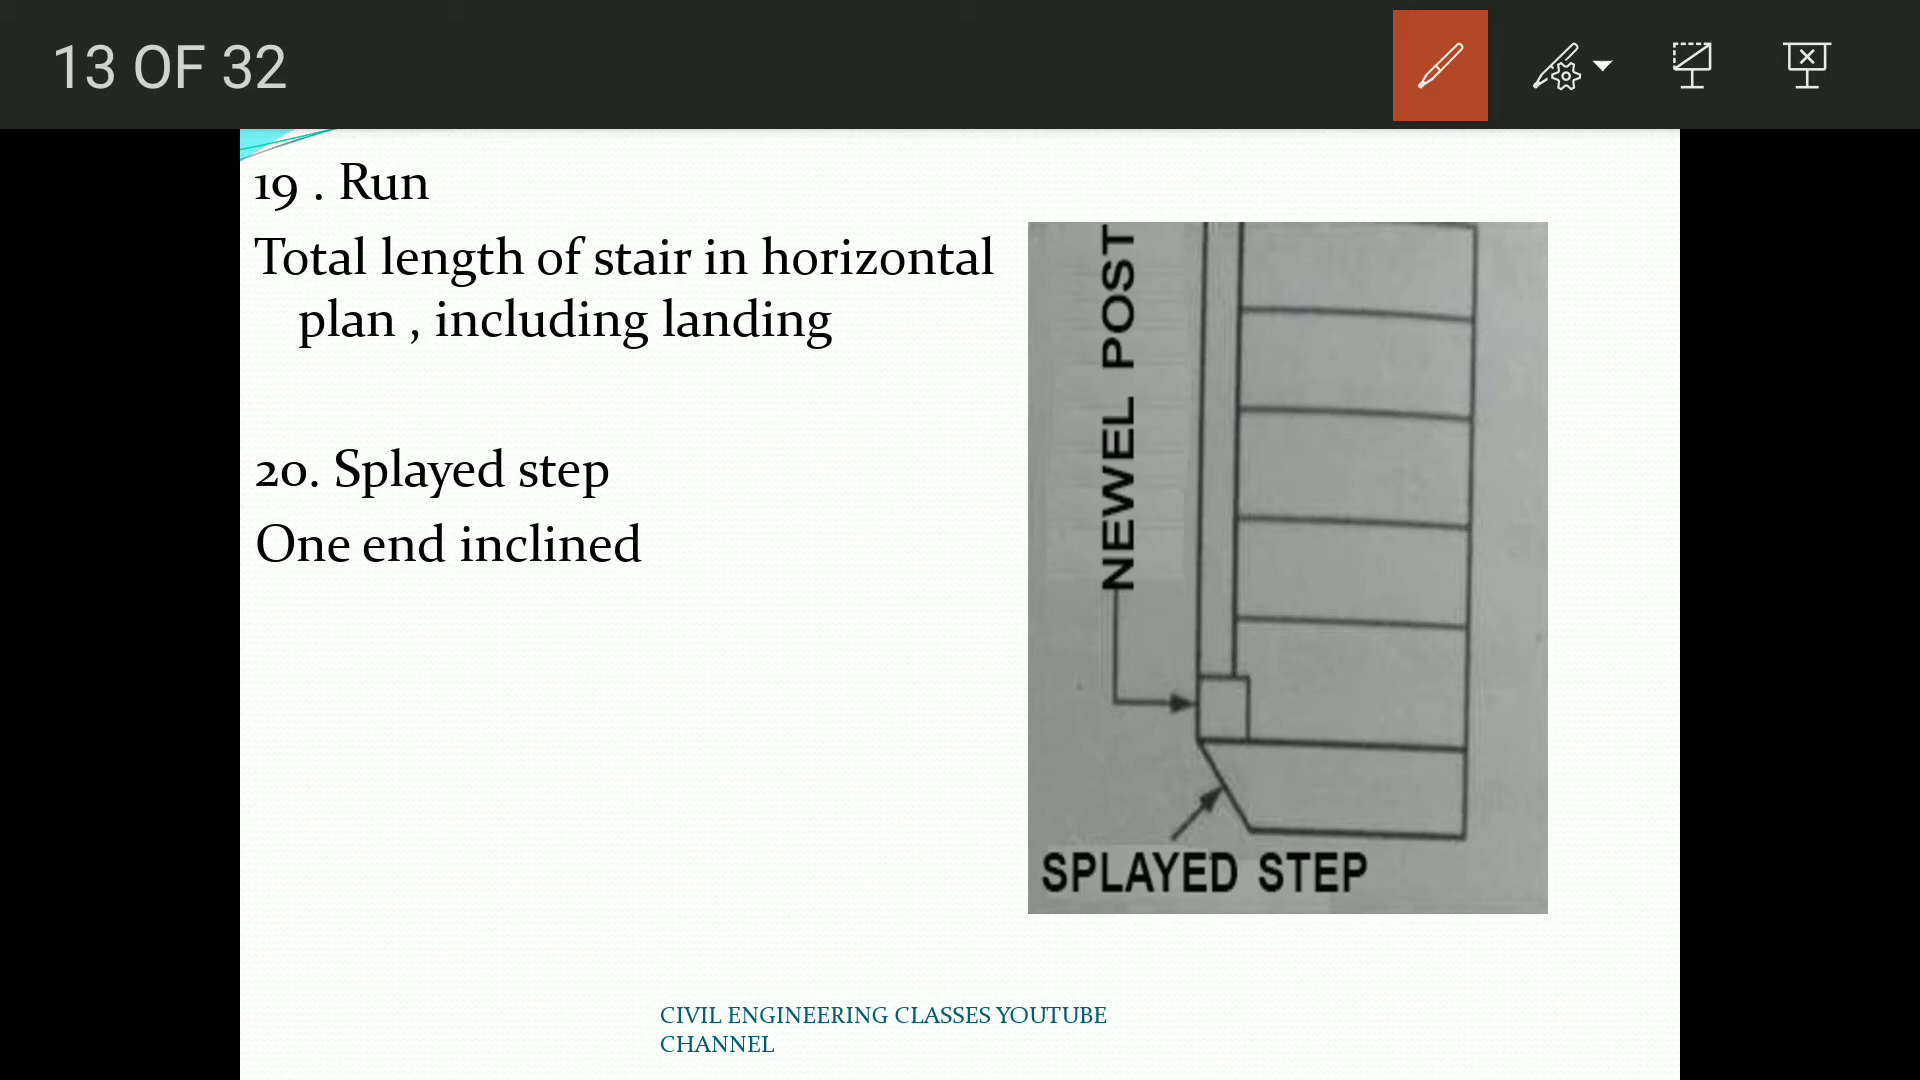 13 OF 32
19 . Run
Total length of stair in horizontal
plan , including landing
20. Splayed step
One end inclined
NEWEL POST
SPLAYED STEP
CIVIL ENGINEERING CLASSES YOUTUBE
CHANNEL